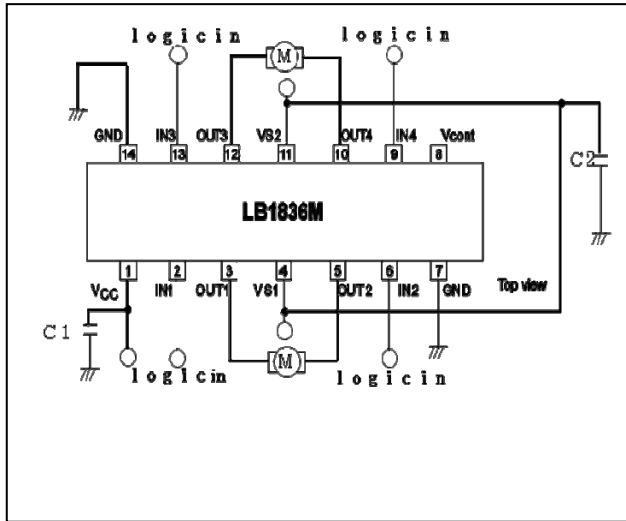 logicin logicin
M
GND IN3 OUT3 VS2 OUT4 IN4 Vcont
14 13 12 11 10 9 8
C2
LB1836M
1 2 3 4 5 6 7
VCC IN1 OUT1 VS1 OUT2 IN2 GND Top view
C1
M
logicin logicin